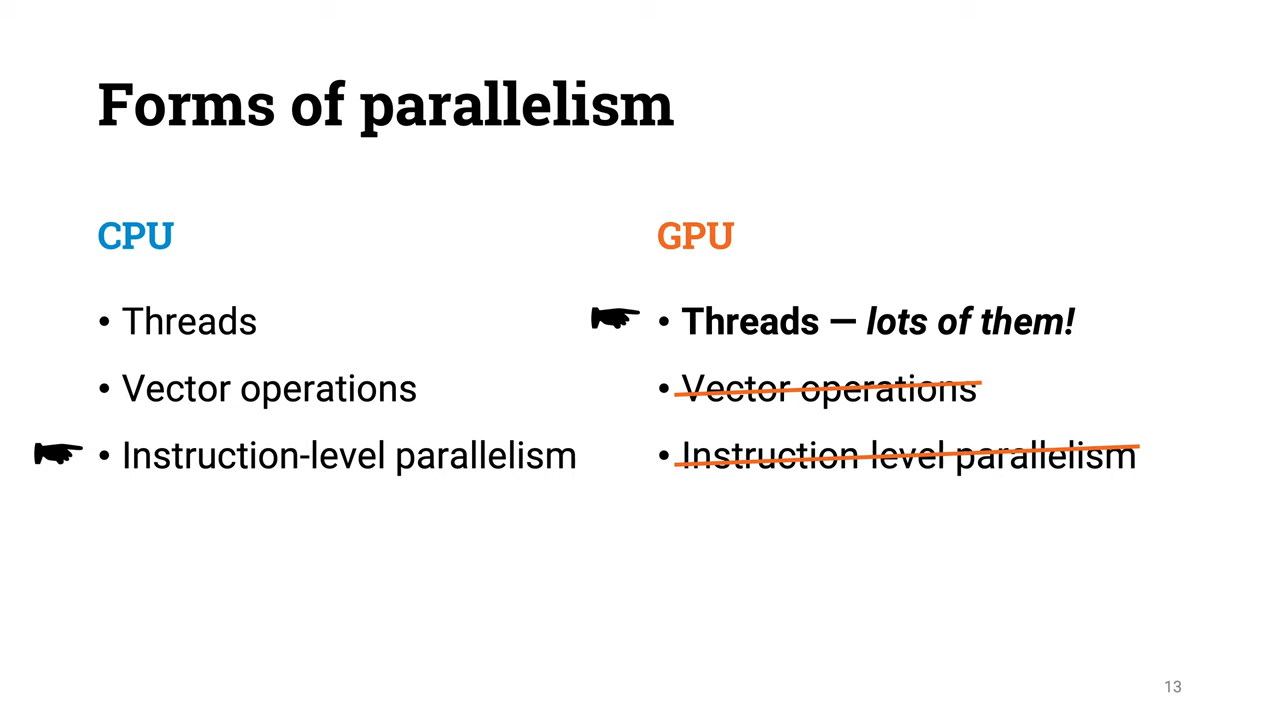 Forms of parallelism
CPU
• Threads
• Vector operations
• Instruction-level parallelism
GPU
• Threads — lots of them!
• Vector operations
• Instruction level parallelism
13